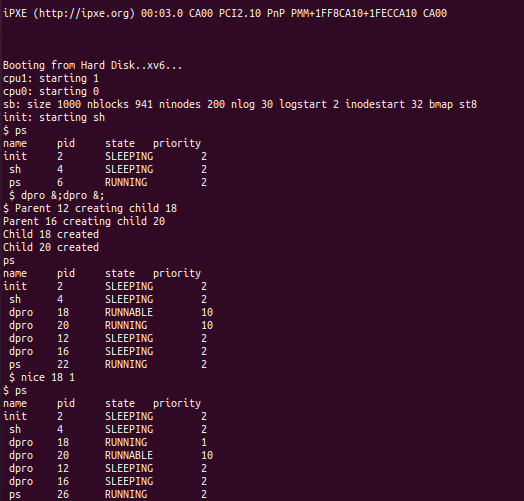 iPXE (http://ipxe.org) 00:03.0 CA00 PCI2.10 PnP PMM+1FF8CA10+1FECCA10 CA00
Booting from Hard Disk..xv6...
cpu1: starting 1
cpu0: starting 0
sb: size 1000 nblocks 941 ninodes 200 nlog 30 logstart 2 inodestart 32 bmap st8
init: starting sh
$ ps
name pid state priority
init 2 SLEEPING 2
sh 4 SLEEPING 2
ps 6 RUNNING 2
$ dpro &;dpro &;
$ Parent 12 creating child 18
Parent 16 creating child 20
Child 18 created
Child 20 created
ps
name pid state priority
init 2 SLEEPING 2
sh 4 SLEEPING 2
dpro 18 RUNNABLE 10
dpro 20 RUNNING 10
dpro 12 SLEEPING 2
dpro 16 SLEEPING 2
ps 22 RUNNING 2
$ nice 18 1
$ ps
name pid state priority
init 2 SLEEPING 2
sh 4 SLEEPING 2
dpro 18 RUNNING 1
dpro 20 RUNNABLE 10
dpro 12 SLEEPING 2
dpro 16 SLEEPING 2
ps 26 RUNNING 2